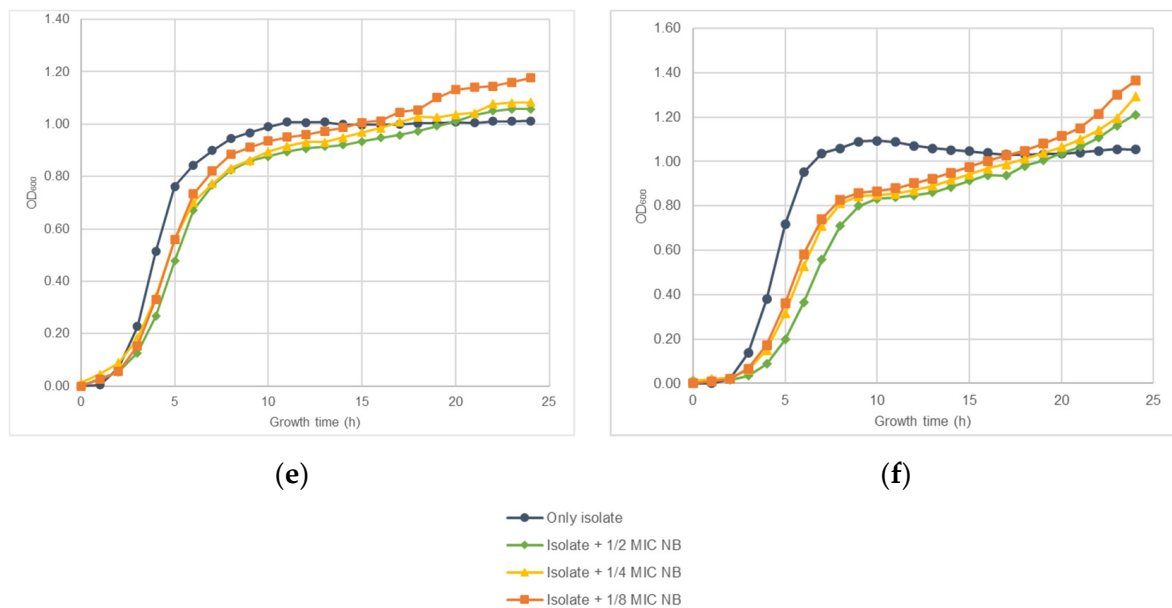 1.40
1.20
1.00
0.80
0.60
0.40
0.20
0.00
OD600
0 5 10 15 20 25
Growth time (h)
(e)
1.60
1.40
1.20
1.00
0.80
0.60
0.40
0.20
0.00
OD600
0 5 10 15 20 25
Growth time (h)
(f)
Only isolate
Isolate + 1/2 MIC NB
Isolate + 1/4 MIC NB
Isolate + 1/8 MIC NB